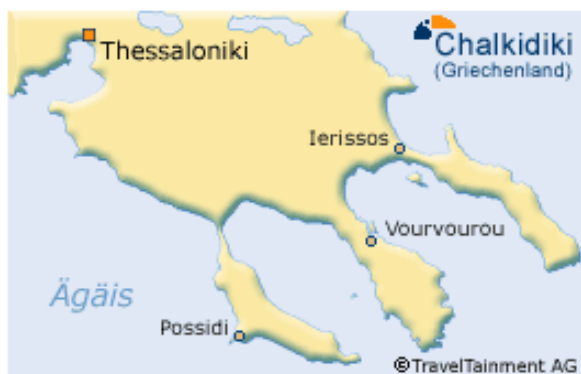 Thessaloniki
Chalkidiki
(Griechenland)
Ierissos
Vourvourou
Ägäis
Possidi
©TravelTainment AG